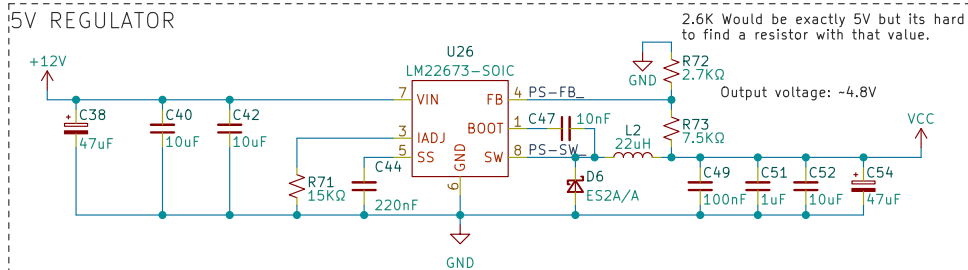 5V REGULATOR
2.6K Would be exactly 5V but its hard
to find a resistor with that value.
+12V
U26
LM22673-SOIC
GND
R72
2.7KΩ
Output voltage: ~4.8V
7 VIN
FB 4 PS-FB_
C38
47uF
C40
10uF
C42
10uF
C47 10nF
BOOT 1
3 IADJ
5 SS
GND
6
SW 8 PS-SW_
L2
22uH
R73
7.5KΩ
VCC
R71
15KΩ
C44
220nF
D6
ES2A/A
C49
100nF
C51
1uF
C52
10uF
C54
47uF
GND